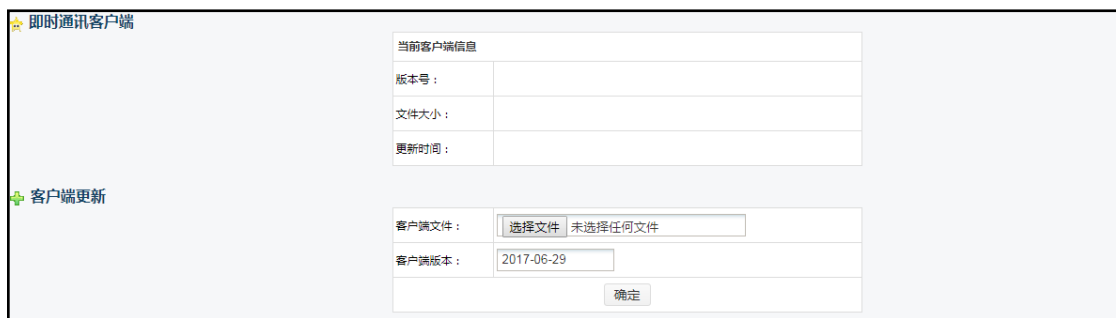 即时通讯客户端
当前客户端信息
版本号：
文件大小：
更新时间：
客户端更新
客户端文件： 选择文件 未选择任何文件
客户端版本： 2017-06-29
确定